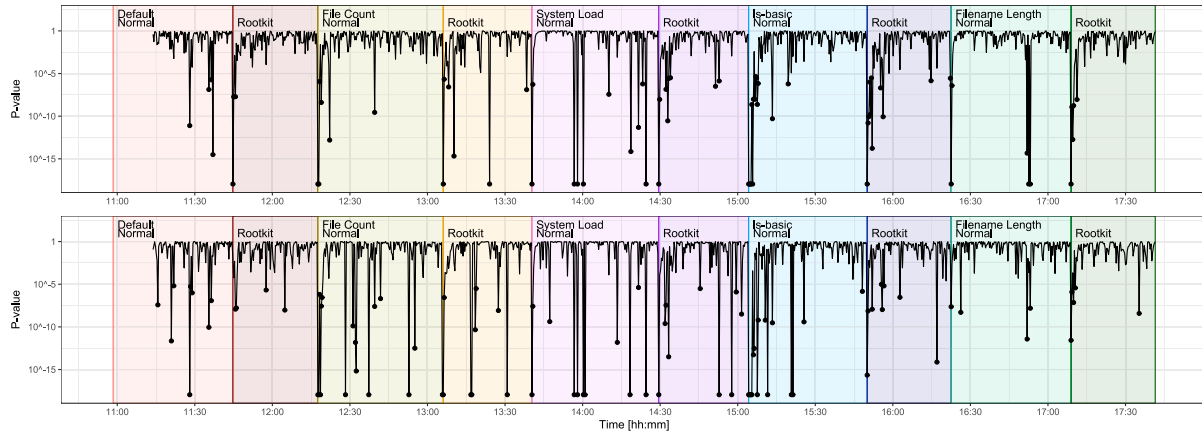 Default File Count System Load ls-basic Filename Length
Normal Rootkit Normal Rootkit Normal Rootkit Normal Rootkit Normal Rootkit
1
10^-5
10^-10
10^-15
P-value
11:00 11:30 12:00 12:30 13:00 13:30 14:00 14:30 15:00 15:30 16:00 16:30 17:00 17:30
Default File Count System Load ls-basic Filename Length
Normal Rootkit Normal Rootkit Normal Rootkit Normal Rootkit Normal Rootkit
1
10^-5
10^-10
10^-15
P-value
11:00 11:30 12:00 12:30 13:00 13:30 14:00 14:30 15:00 15:30 16:00 16:30 17:00 17:30
Time [hh:mm]